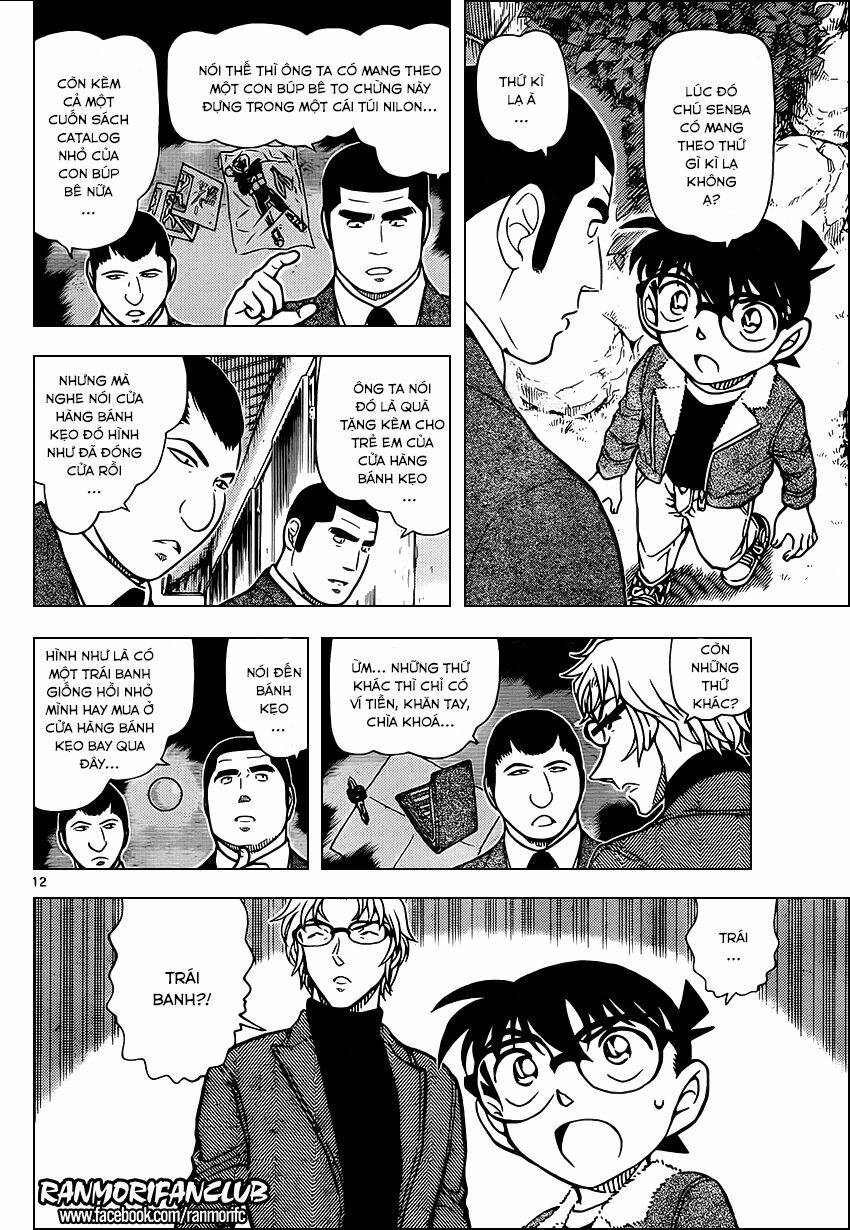 LÚC ĐÓ
CHÚ SENBA
CÓ MANG
THEO THỨ
GÌ KÌ LẠ
KHÔNG
Ạ?
THỨ KÌ
LẠ À
...
NÓI THẾ THÌ ÔNG TA CÓ MANG THEO
MỘT CON BÚP BÊ TO CHỪNG NÀY
ĐỰNG TRONG MỘT CÁI TÚI NILON...
CÒN KÈM
CẢ MỘT
CUỐN SÁCH
CATALOG
NHỎ CỦA
CON BÚP
BÊ NỮA
...
ÔNG TA NÓI
ĐÓ LÀ QUÀ
TẶNG KÈM CHO
TRẺ EM CỦA
CỬA HÀNG
BÁNH KẸO
...
NHƯNG MÀ
NGHE NÓI CỬA
HÀNG BÁNH
KẸO ĐÓ HÌNH
NHƯ ĐÃ ĐÓNG
CỬA RỒI
...
CÒN
NHỮNG
THỨ
KHÁC?
ỪM... NHỮNG THỨ
KHÁC THÌ CHỈ CÓ
VÍ TIỀN, KHĂN TAY,
CHÌA KHOÁ...
NÓI ĐẾN
BÁNH
KẸO...
HÌNH NHƯ LÀ CÓ
MỘT TRÁI BANH
GIỐNG HỒI NHỎ
MÌNH HAY MUA Ở
CỬA HÀNG BÁNH
KẸO BAY QUA
ĐÂY...
12
TRÁI
...
TRÁI
BANH?!
RANMORIFANCLUB
www.facebook.com/ranmorifc